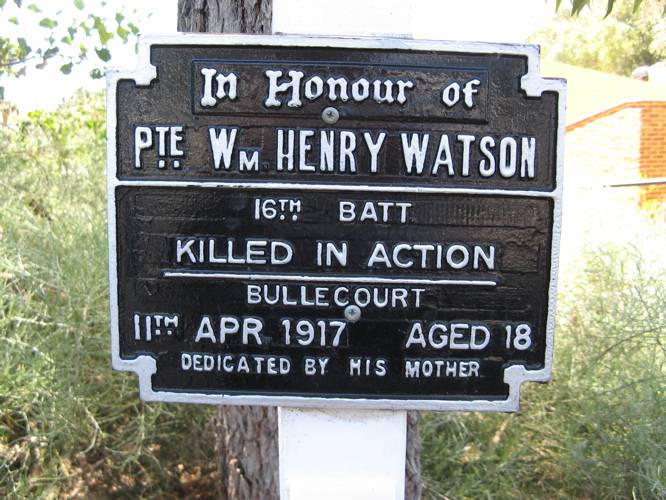 In Honour of
PTE. WM. HENRY WATSON
16TH BATT
KILLED IN ACTION
BULLECOURT
11TH APR. 1917 AGED 18
DEDICATED BY HIS MOTHER